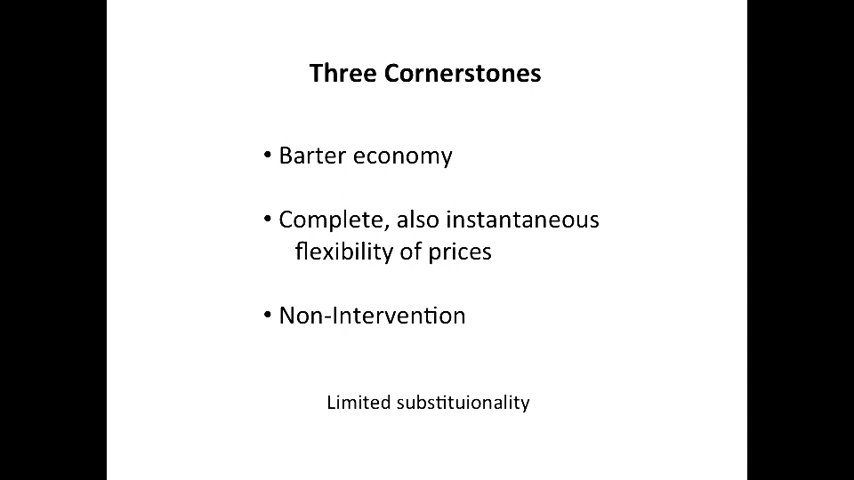 Three Cornerstones
• Barter economy
• Complete, also instantaneous
flexibility of prices
• Non-Intervention
Limited substituionality